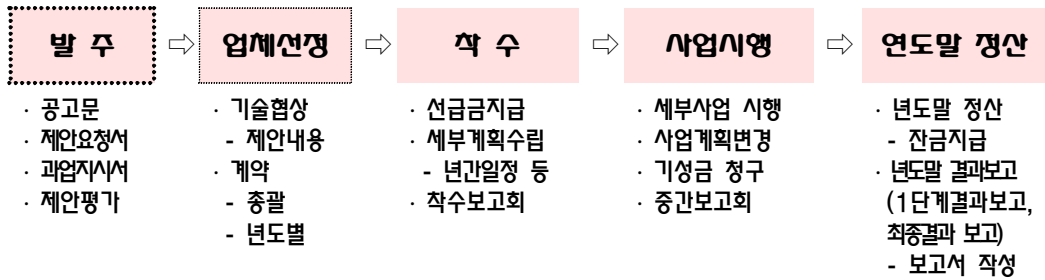 발 주 ⇨ 업체선정 ⇨ 착 수 ⇨ 사업시행 ⇨ 연도말 정산
· 공고문
· 제안요청서
· 과업지시서
· 제안평가
· 기술협상
- 제안내용
· 계약
- 총괄
- 년도별
· 선급금지급
· 세부계획수립
- 년간일정 등
· 착수보고회
· 세부사업 시행
· 사업계획변경
· 기성금 청구
· 중간보고회
· 년도말 정산
- 잔금지급
· 년도말 결과보고
(1단계결과보고,
최종결과 보고)
- 보고서 작성